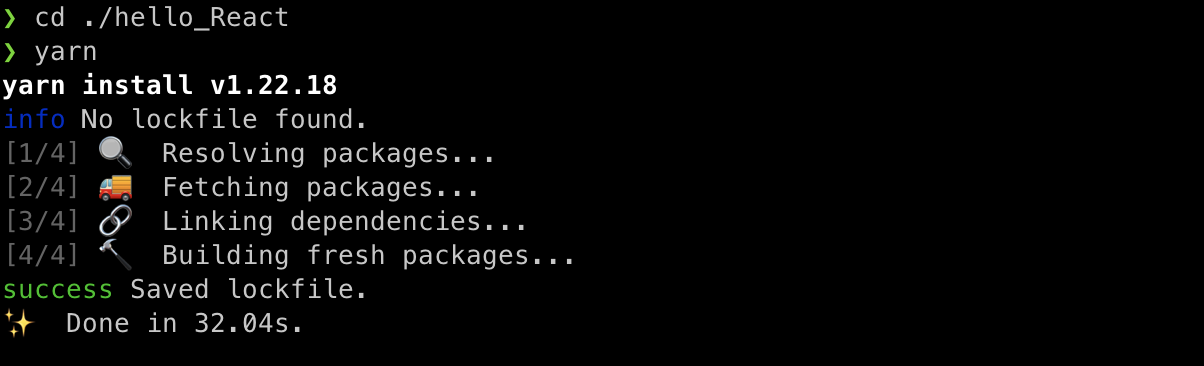 ❯ cd ./hello_React
❯ yarn
yarn install v1.22.18
info No lockfile found.
[1/4] 🔍 Resolving packages...
[2/4] 🚚 Fetching packages...
[3/4] 🔗 Linking dependencies...
[4/4] 🔨 Building fresh packages...
success Saved lockfile.
✨ Done in 32.04s.